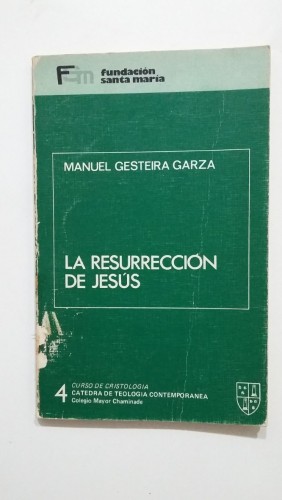 FSM fundación
santa maría
MANUEL GESTEIRA GARZA
LA RESURRECCIÓN
DE JESÚS
4 CURSO DE CRISTOLOGIA
CATEDRA DE TEOLOGIA CONTEMPORANEA
Colegio Mayor Chaminade